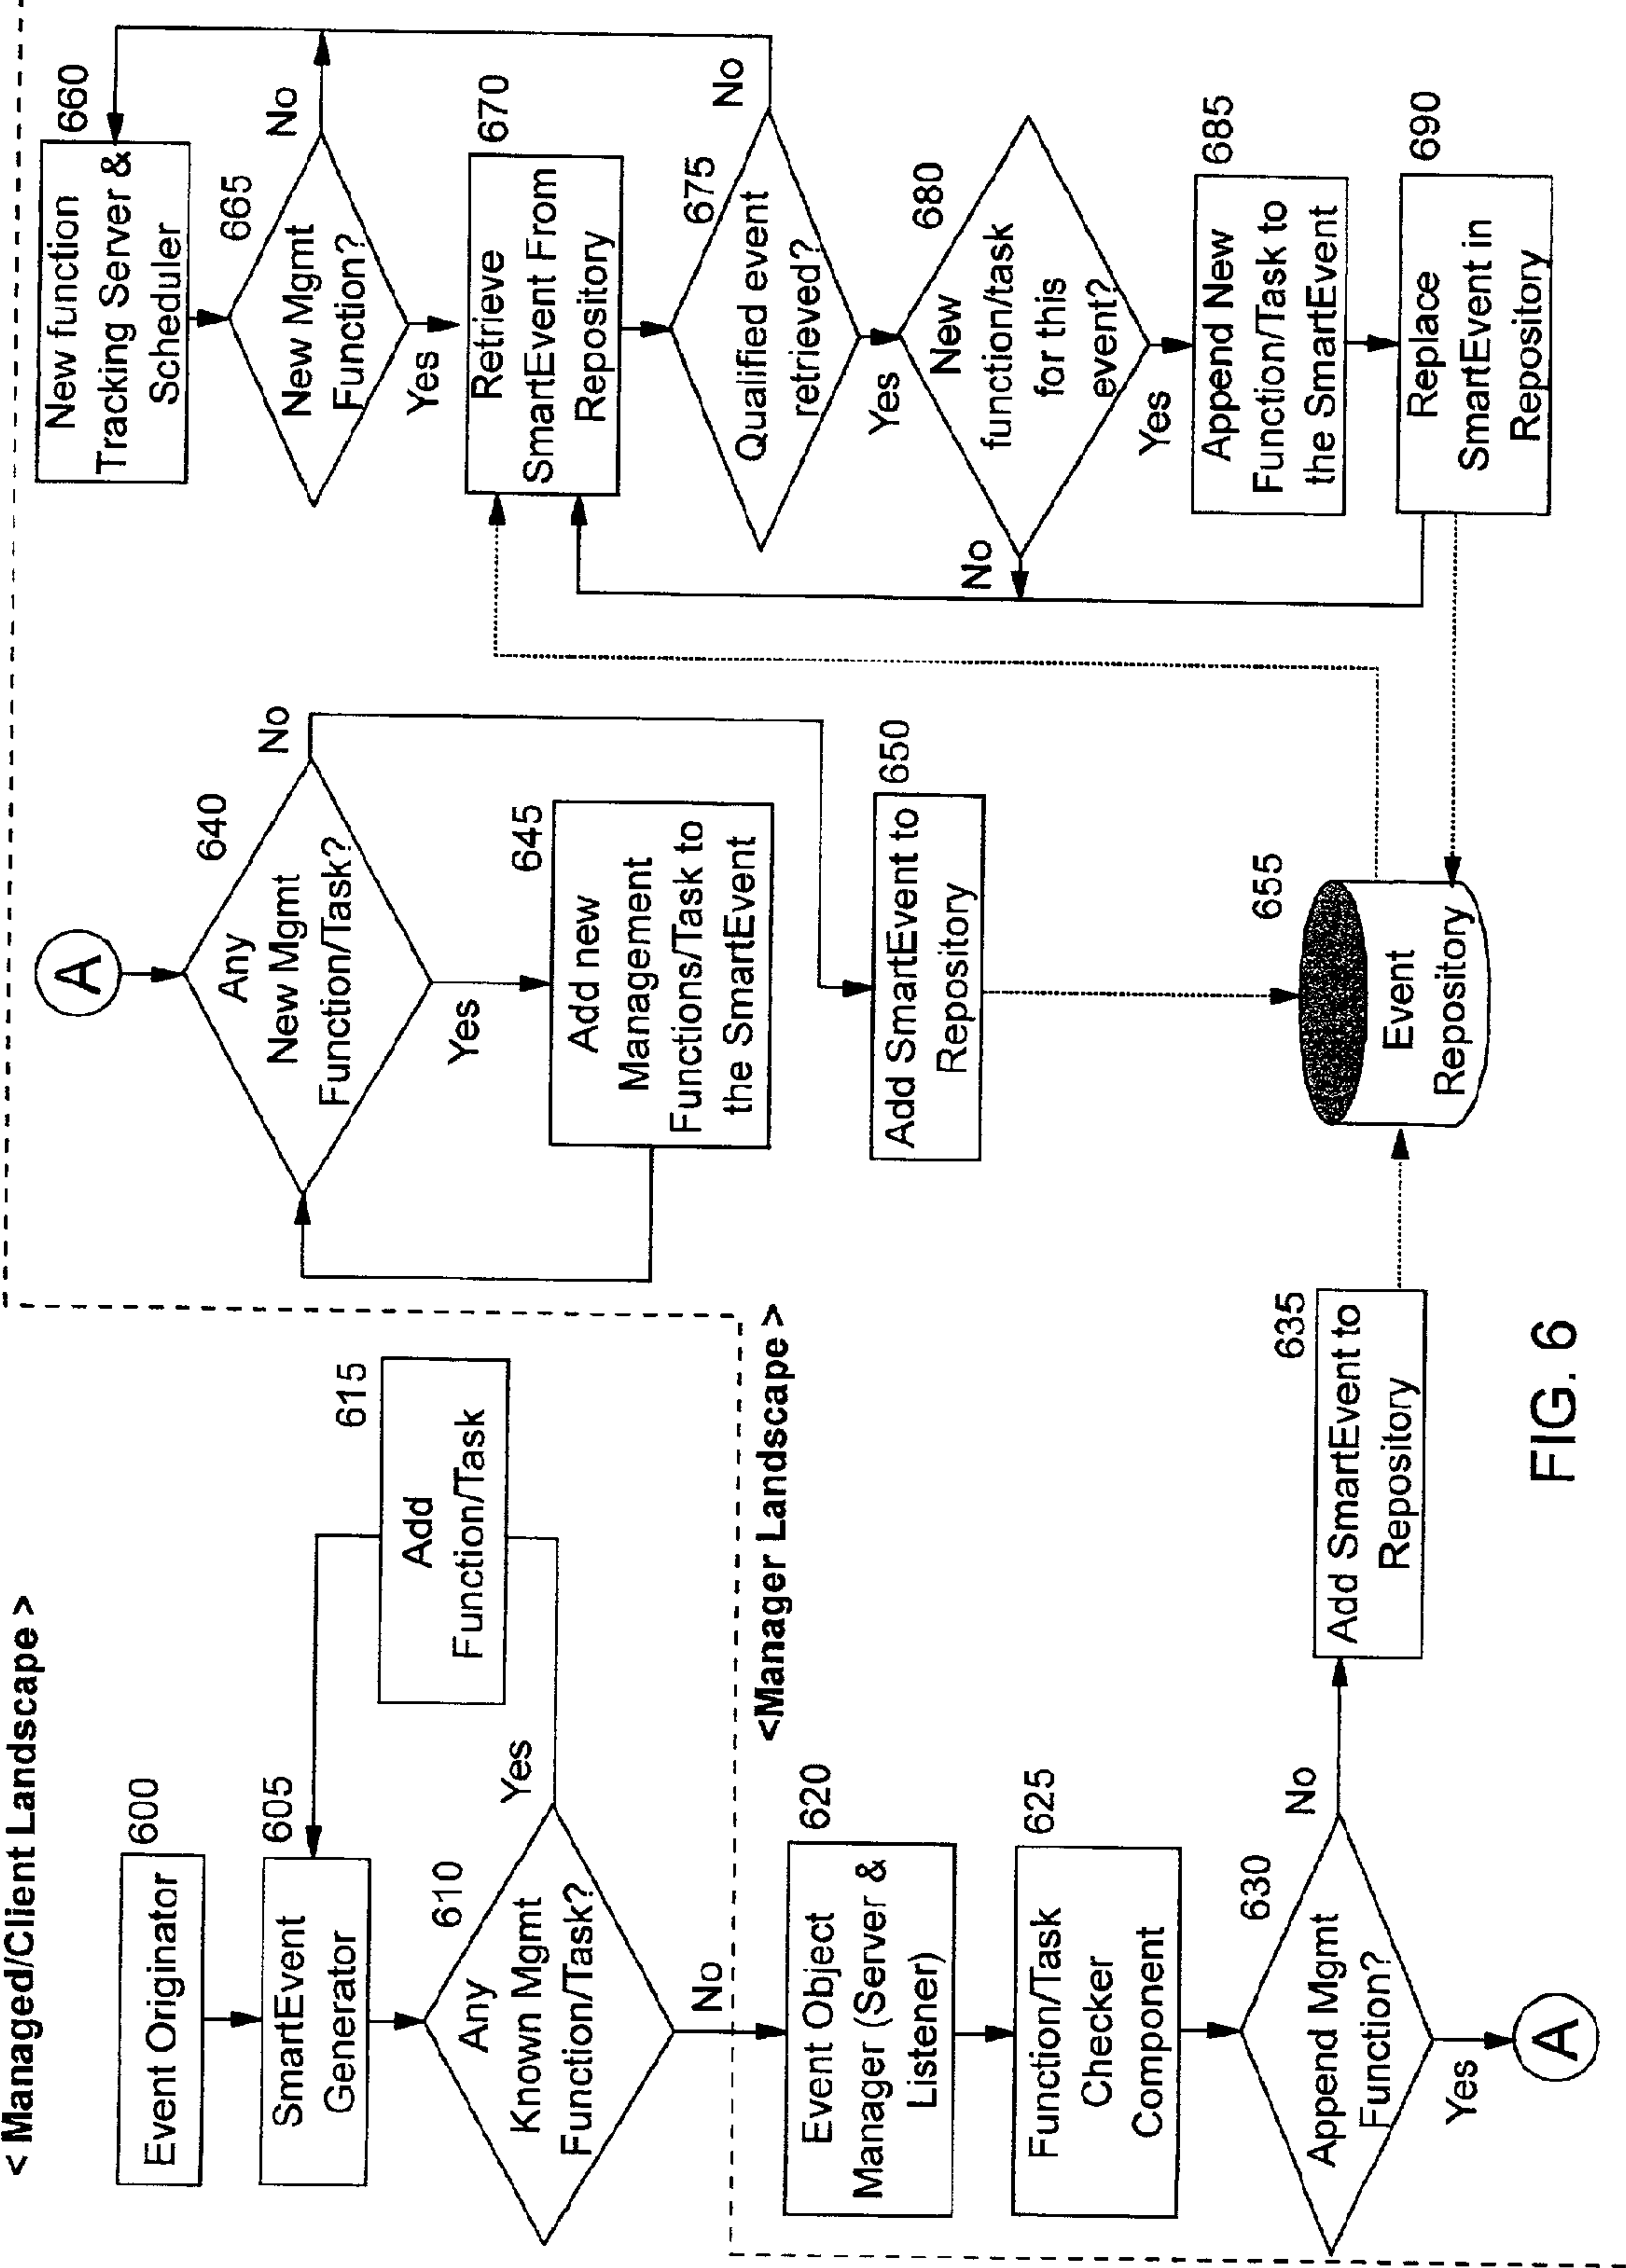 < Managed/Client Landscape >
600
Event Originator
605
SmartEvent
Generator
610
Any
Known Mgmt
Function/Task?
Yes
No
615
Add
Function/Task
<Manager Landscape>
620
Event Object
Manager (Server &
Listener)
625
Function/Task
Checker
Component
630
Append Mgmt
Function?
No
Yes
A
635
Add SmartEvent to
Repository
A
640
Any
New Mgmt
Function/Task?
No
Yes
645
Add new
Management
Functions/Task to
the SmartEvent
650
Add SmartEvent to
Repository
655
Event
Repository
660
New function
Tracking Server &
Scheduler
665
New Mgmt
Function?
No
Yes
670
Retrieve
SmartEvent From
Repository
675
Qualified event
retrieved?
No
Yes
680
New
function/task
for this
event?
No
Yes
685
Append New
Function/Task to
the SmartEvent
690
Replace
SmartEvent in
Repository
FIG. 6